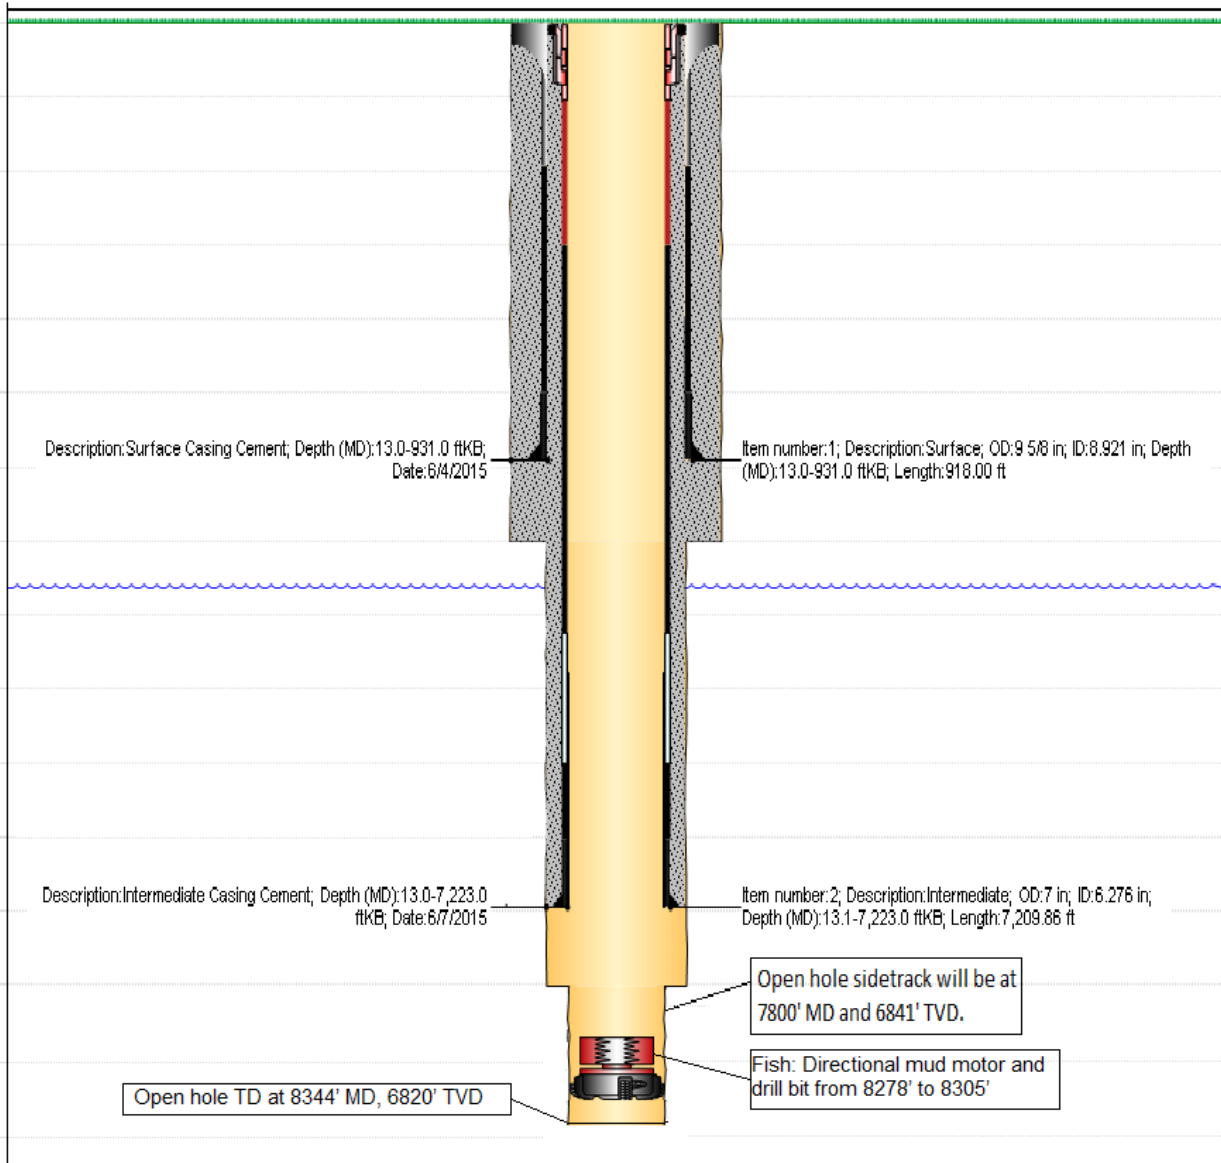 Description:Surface Casing Cement; Depth (MD):13.0-931.0 ftKB;
Date:6/4/2015
Item number:1; Description:Surface; OD:9 5/8 in; ID:8.921 in; Depth
(MD):13.0-931.0 ftKB; Length:918.00 ft
Description:Intermediate Casing Cement; Depth (MD):13.0-7,223.0
ftKB; Date:6/7/2015
Item number:2; Description:Intermediate; OD:7 in; ID:6.276 in;
Depth (MD):13.1-7,223.0 ftKB; Length:7,209.86 ft
Open hole sidetrack will be at
7800' MD and 6841' TVD.
Fish: Directional mud motor and
drill bit from 8278' to 8305'
Open hole TD at 8344' MD, 6820' TVD